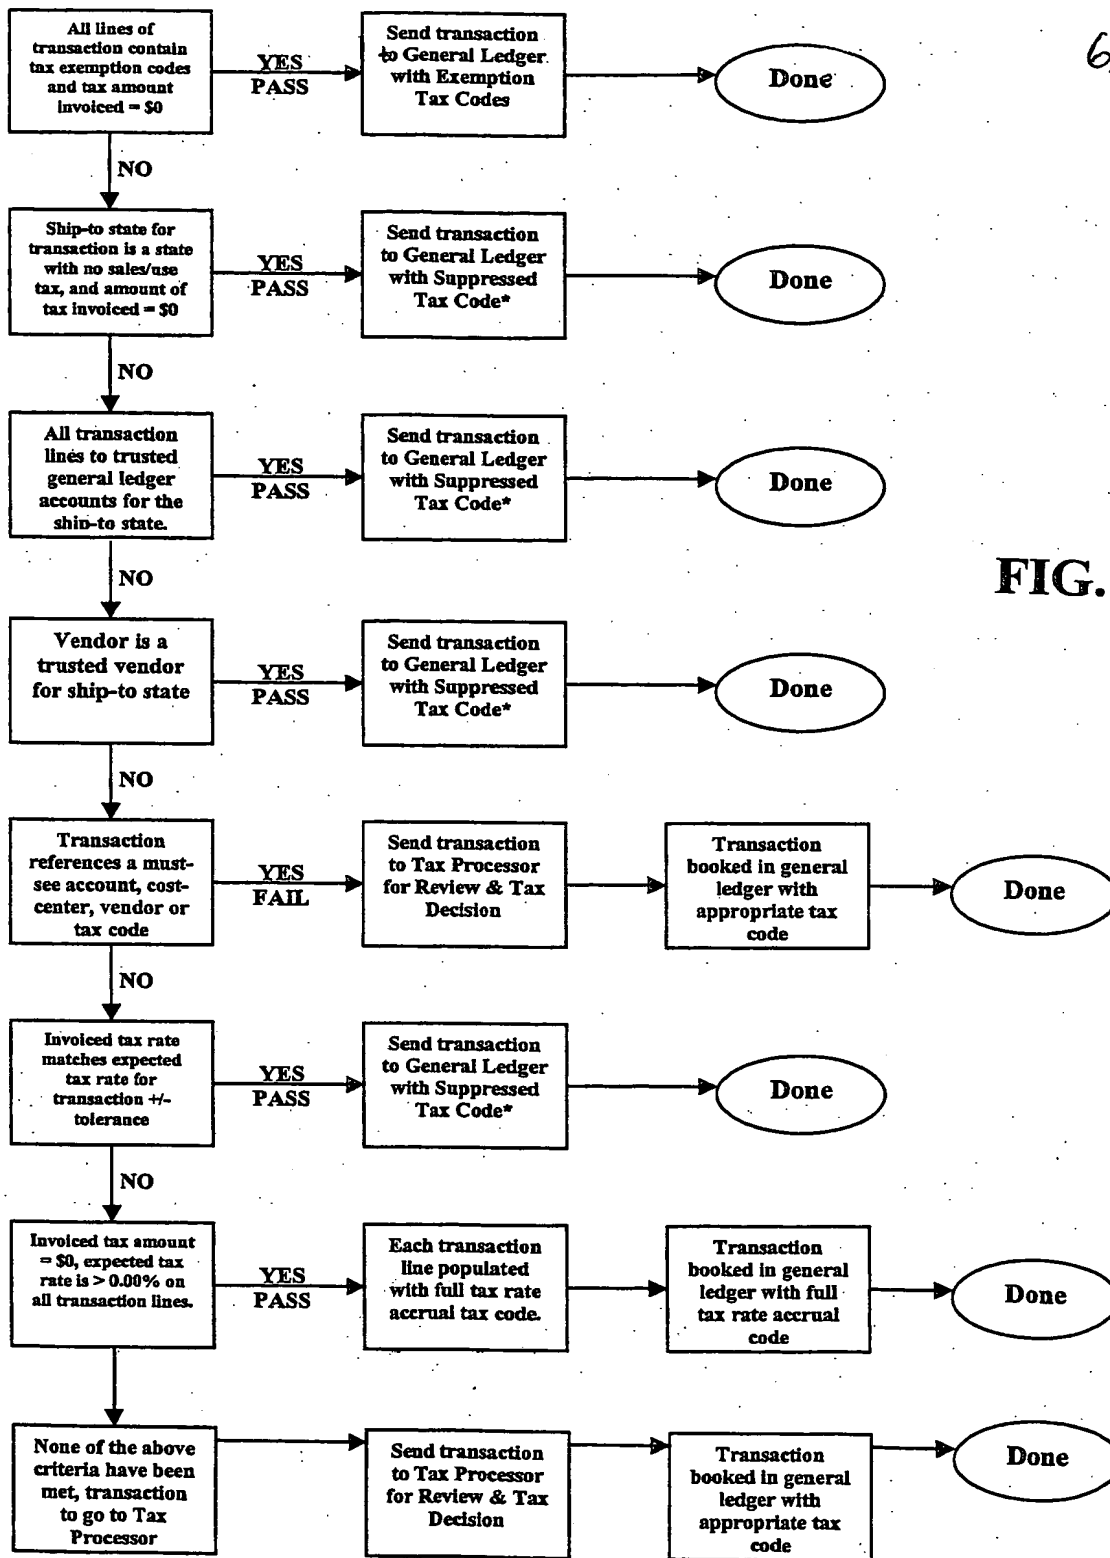 All lines of
transaction contain
tax exemption codes
and tax amount
invoiced = $0
YES
PASS
Send transaction
to General Ledger
with Exemption
Tax Codes
Done
6
NO
Ship-to state for
transaction is a state
with no sales/use
tax, and amount of
tax invoiced = $0
YES
PASS
Send transaction
to General Ledger
with Suppressed
Tax Code*
Done
NO
All transaction
lines to trusted
general ledger
accounts for the
ship-to state.
YES
PASS
Send transaction
to General Ledger
with Suppressed
Tax Code*
Done
NO
FIG.
Vendor is a
trusted vendor
for ship-to state
YES
PASS
Send transaction
to General Ledger
with Suppressed
Tax Code*
Done
NO
Transaction
references a must-
see account, cost-
center, vendor or
tax code
YES
FAIL
Send transaction
to Tax Processor
for Review & Tax
Decision
Transaction
booked in general
ledger with
appropriate tax
code
Done
NO
Invoiced tax rate
matches expected
tax rate for
transaction +/-
tolerance
YES
PASS
Send transaction
to General Ledger
with Suppressed
Tax Code*
Done
NO
Invoiced tax amount
= $0, expected tax
rate is > 0.00% on
all transaction lines.
YES
PASS
Each transaction
line populated
with full tax rate
accrual tax code.
Transaction
booked in general
ledger with full
tax rate accrual
code
Done
None of the above
criteria have been
met, transaction
to go to Tax
Processor
Send transaction
to Tax Processor
for Review & Tax
Decision
Transaction
booked in general
ledger with
appropriate tax
code
Done